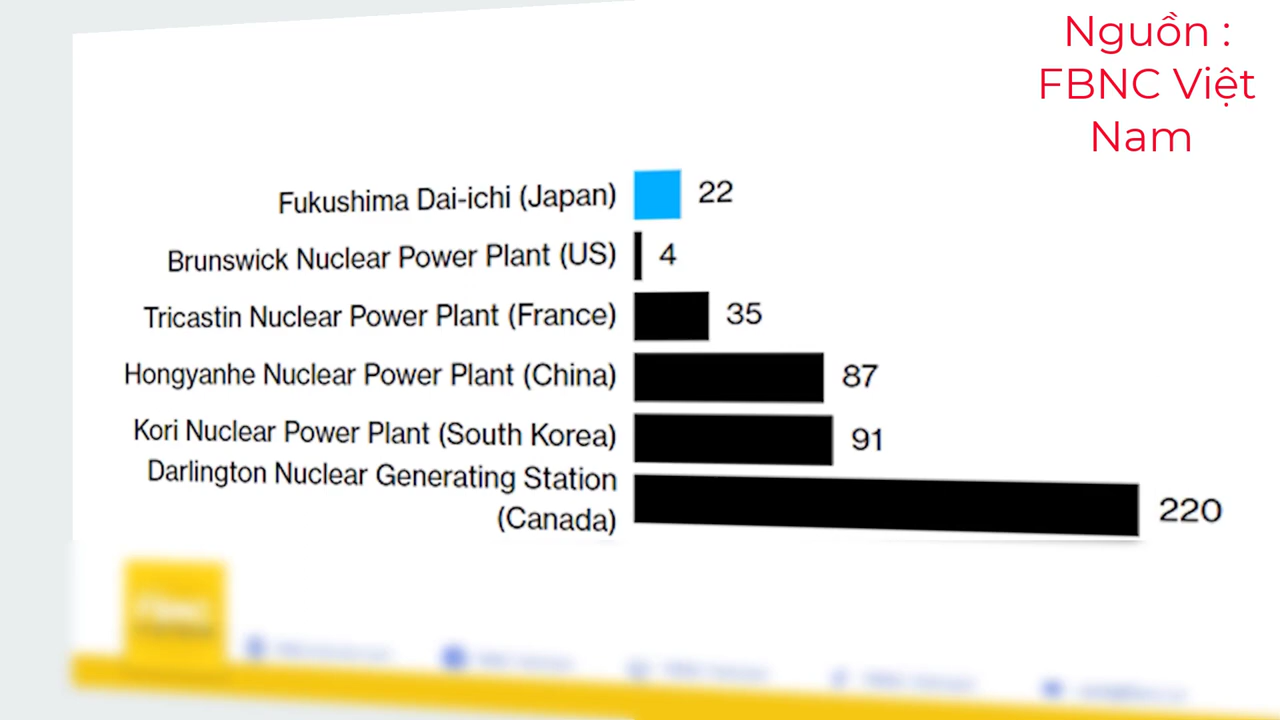 Nguồn :
FBNC Việt
Nam
Fukushima Dai-ichi (Japan) 22
Brunswick Nuclear Power Plant (US) 4
Tricastin Nuclear Power Plant (France) 35
Hongyanhe Nuclear Power Plant (China) 87
Kori Nuclear Power Plant (South Korea) 91
Darlington Nuclear Generating Station
(Canada) 220